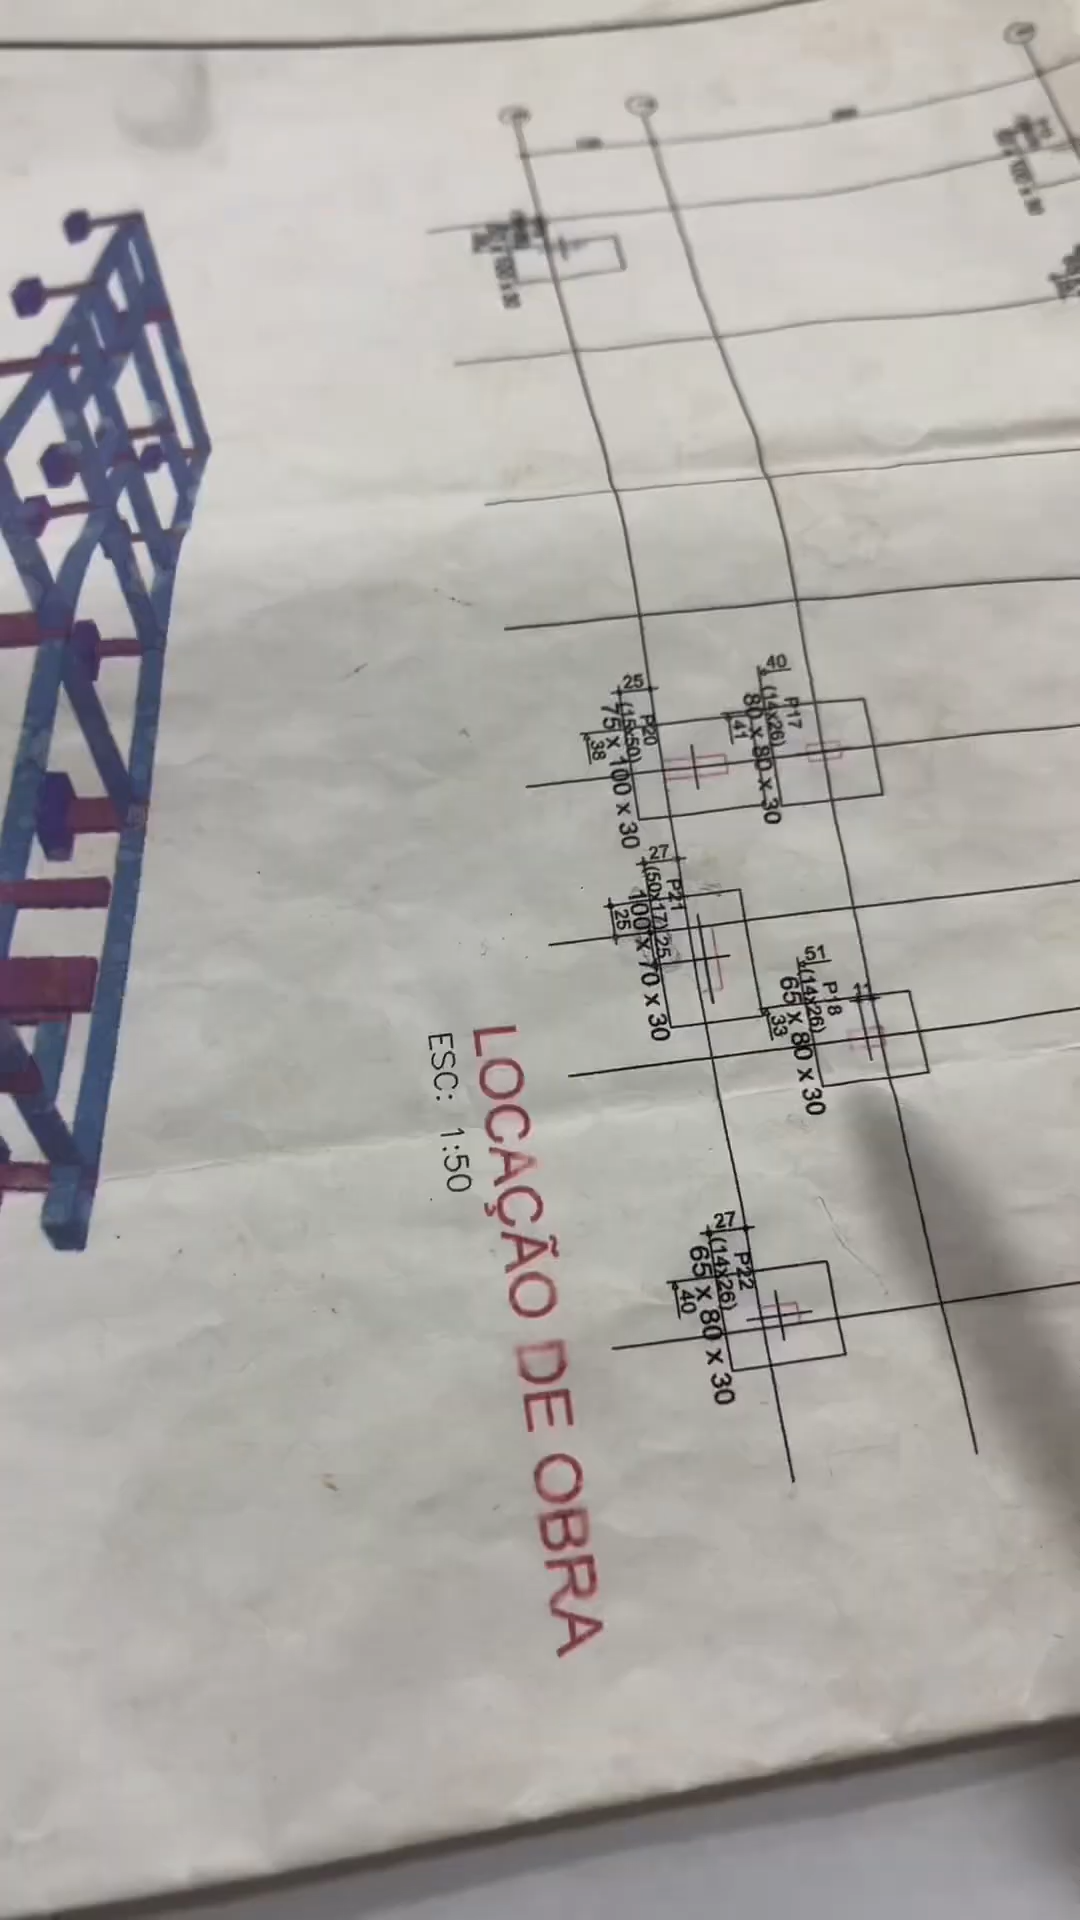 40
P17
(14x26)
80 x 80 x 30
41
25
P20
(15x50)
75 x 100 x 30
38
27
P21
(50x17)
25
100 x 70 x 30
25
51
P18
11
(14x26)
65 x 80 x 30
33
27
P22
(14x26)
65 x 80 x 30
40
LOCAÇÃO DE OBRA
ESC: 1:50